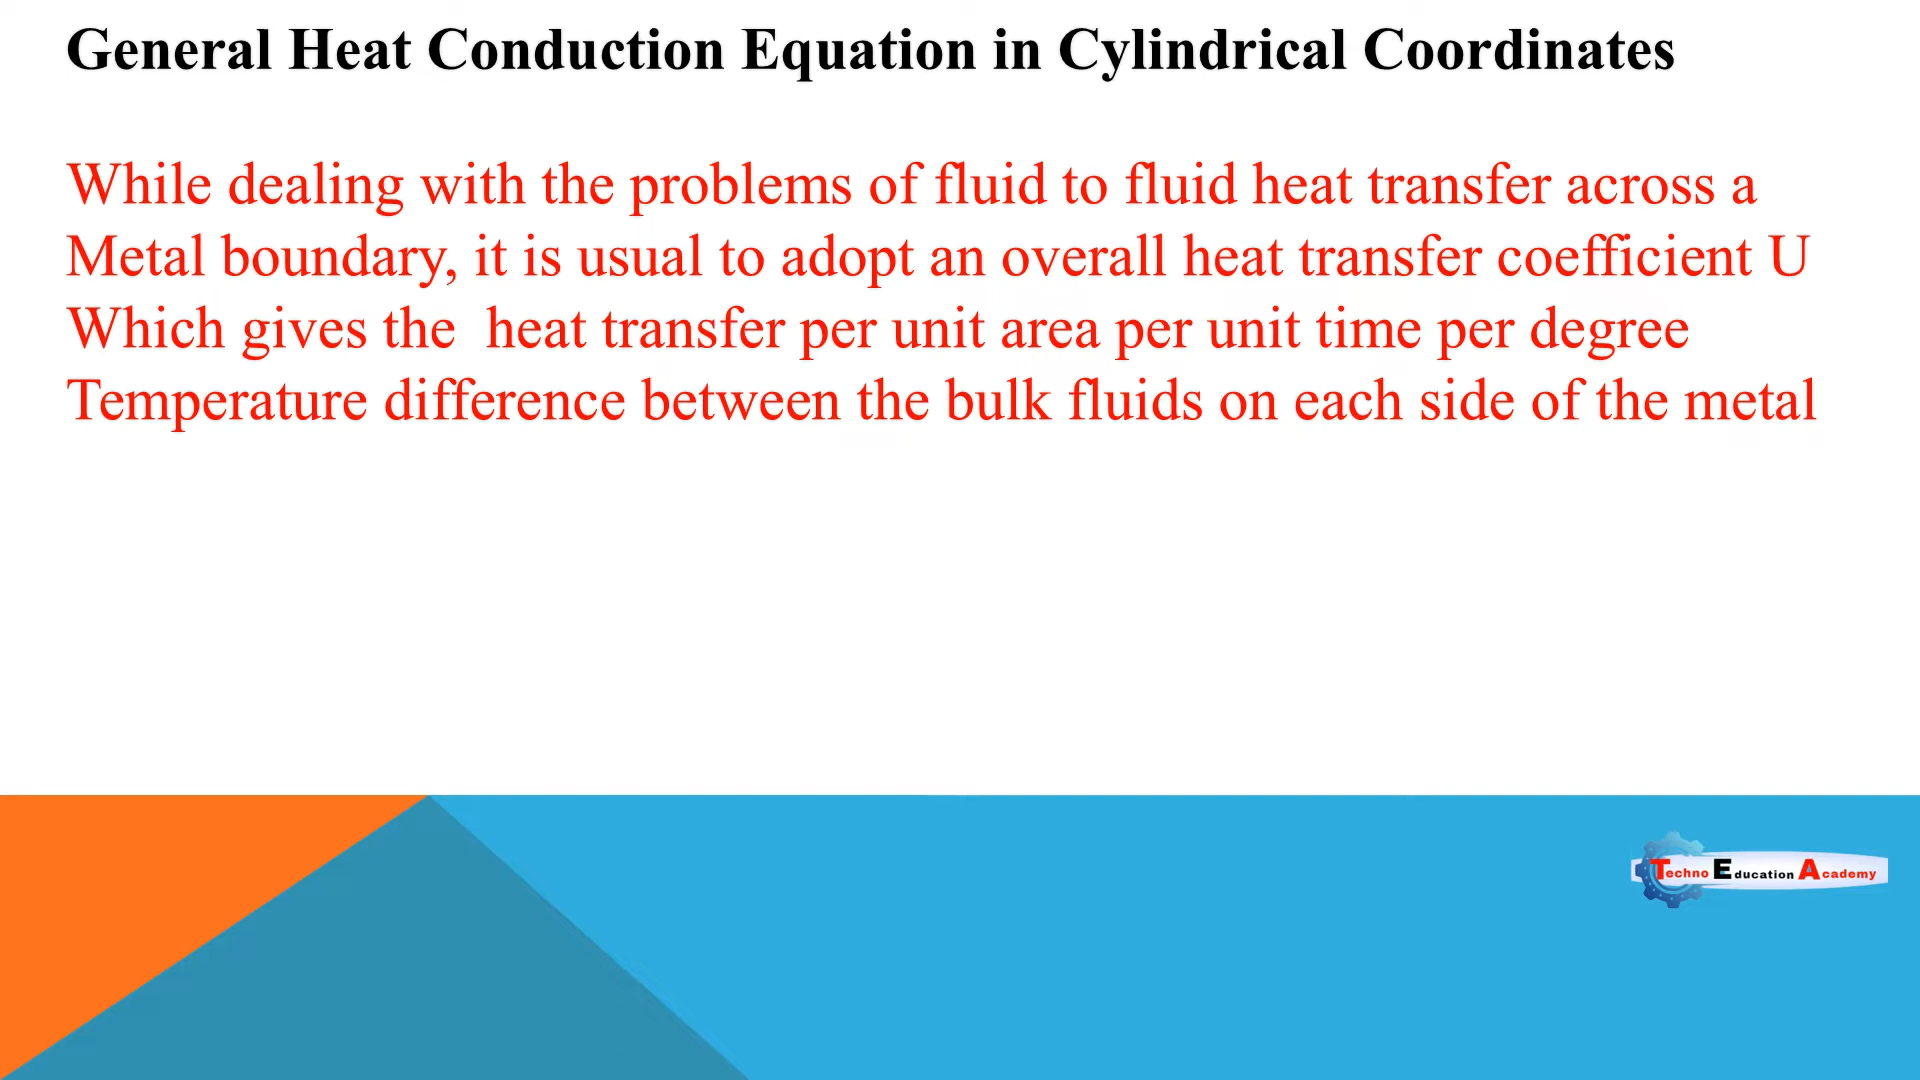 General Heat Conduction Equation in Cylindrical Coordinates
While dealing with the problems of fluid to fluid heat transfer across a
Metal boundary, it is usual to adopt an overall heat transfer coefficient U
Which gives the  heat transfer per unit area per unit time per degree
Temperature difference between the bulk fluids on each side of the metal
Techno Education Academy